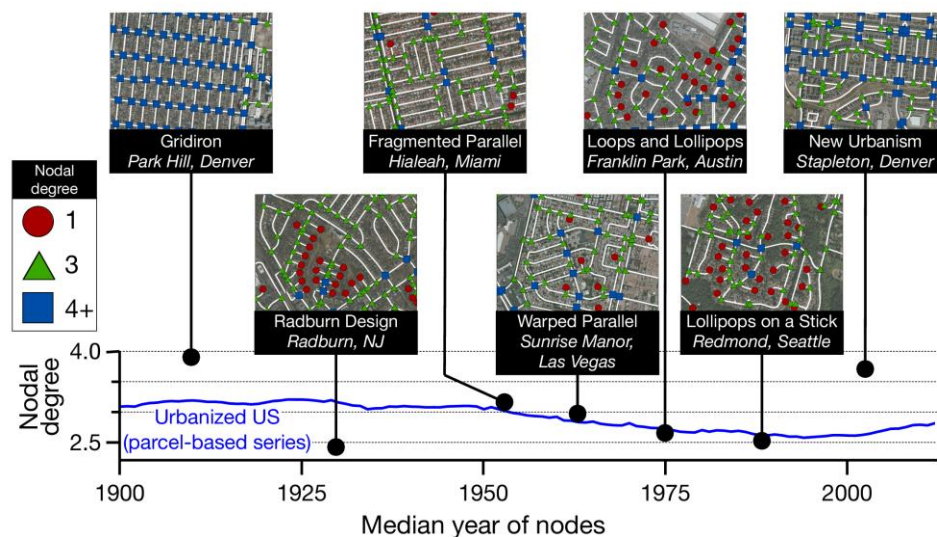 Gridiron
Park Hill, Denver
Fragmented Parallel
Hialeah, Miami
Loops and Lollipops
Franklin Park, Austin
New Urbanism
Stapleton, Denver
Nodal
degree
1
3
4+
Radburn Design
Radburn, NJ
Warped Parallel
Sunrise Manor,
Las Vegas
Lollipops on a Stick
Redmond, Seattle
Nodal
degree
4.0
2.5
Urbanized US
(parcel-based series)
1900
1925
1950
1975
2000
Median year of nodes